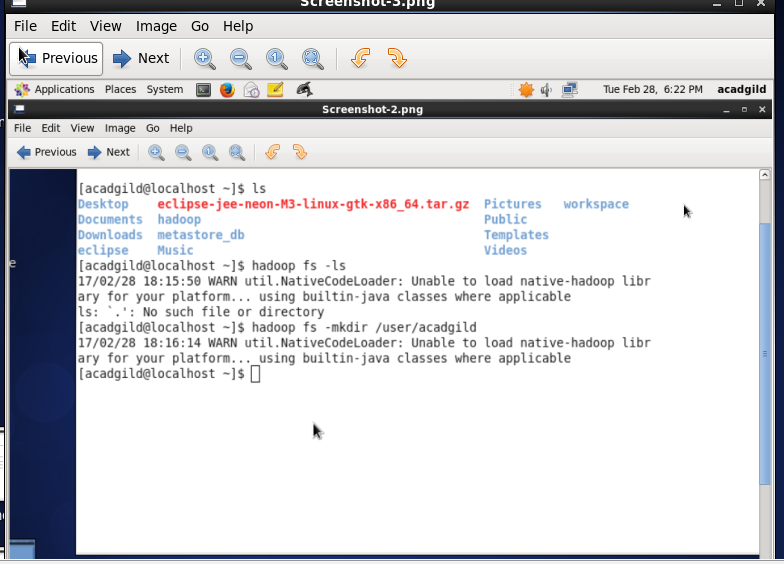 Screenshot-3.png
File Edit View Image Go Help
Previous Next
Applications Places System Tue Feb 28, 6:22 PM acadgild
Screenshot-2.png
File Edit View Image Go Help
Previous Next
[acadgild@localhost ~]$ ls
Desktop eclipse-jee-neon-M3-linux-gtk-x86_64.tar.gz Pictures workspace
Documents hadoop Public
Downloads metastore_db Templates
eclipse Music Videos
[acadgild@localhost ~]$ hadoop fs -ls
17/02/28 18:15:50 WARN util.NativeCodeLoader: Unable to load native-hadoop libr
ary for your platform... using builtin-java classes where applicable
ls: `.': No such file or directory
[acadgild@localhost ~]$ hadoop fs -mkdir /user/acadgild
17/02/28 18:16:14 WARN util.NativeCodeLoader: Unable to load native-hadoop libr
ary for your platform... using builtin-java classes where applicable
[acadgild@localhost ~]$